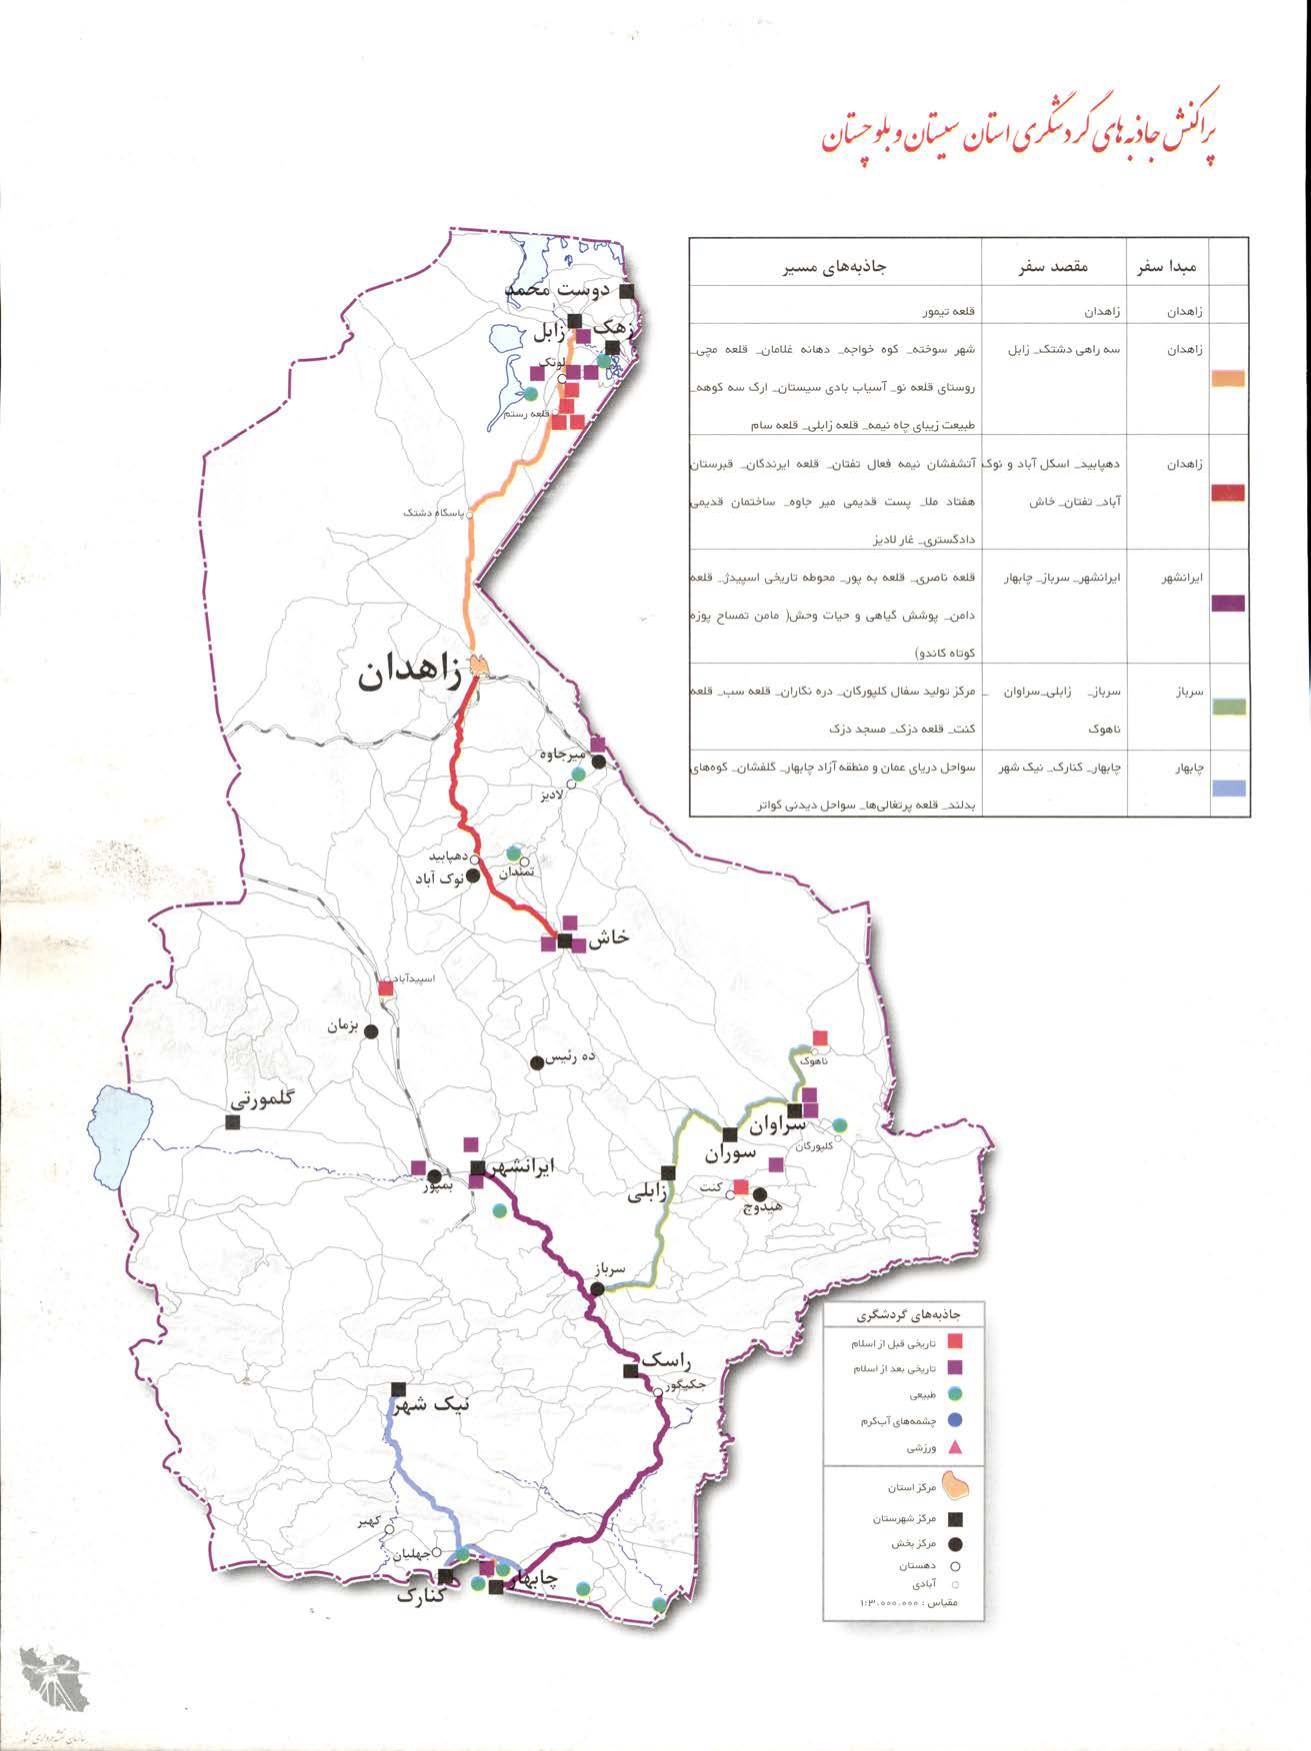 پراکنش جاذبه‌های گردشگری استان سیستان و بلوچستان
مبدا سفر	مقصد سفر	جاذبه‌های مسیر
زاهدان	زاهدان	قلعه تیمور
زاهدان	سه راهی دشتک_ زابل	شهر سوخته_ کوه خواجه_ دهانه غلامان_ قلعه مچی_
روستای قلعه نو_ آسیاب بادی سیستان_ ارک سه کوهه_
طبیعت زیبای چاه نیمه_ قلعه زابلی_ قلعه سام
زاهدان	دهپابید_ اسکل آباد و نوک	آتشفشان نیمه فعال تفتان_ قلعه ایرندگان_ قبرستان
آباد_ تفتان_ خاش	هفتاد ملا_ پست قدیمی میر جاوه_ ساختمان قدیمی
دادگستری_ غار لادیز
ایرانشهر	ایرانشهر_ سرباز_ چابهار	قلعه ناصری_ قلعه به پور_ محوطه تاریخی اسپیدژ_ قلعه
دامن_ پوشش گیاهی و حیات وحش( مامن تمساح پوزه
کوتاه کاندو)
سرباز	سرباز_ زابلی_سراوان _	مرکز تولید سفال کلپورگان_ دره نگاران_ قلعه سب_ قلعه
ناهوک	کنت_ قلعه دزک_ مسجد دزک
چابهار	چابهار_ کنارک_ نیک شهر	سواحل دریای عمان و منطقه آزاد چابهار_ گلفشان_ کوه‌های
بدلند_ قلعه پرتغالی‌ها_ سواحل دیدنی گواتر
دوست محمد
زابل
زهک
لوتک
قلعه رستم
پاسگاه دشتک
زاهدان
میرجاوه
لادیز
دهپابید
تمندان
نوک آباد
خاش
اسپیدآباد
بزمان
ده رئیس
ناهوک
گلمورتی
سراوان
کلپورگان
سوران
ایرانشهر
بمپور
زابلی
کنت
هیدوچ
سرباز
راسک
جکیگور
نیک شهر
کهیر
جهلیان
چابهار
کنارک
جاذبه‌های گردشگری
تاریخی قبل از اسلام
تاریخی بعد از اسلام
طبیعی
چشمه‌های آب‌گرم
ورزشی
مرکز استان
مرکز شهرستان
مرکز بخش
دهستان
آبادی
مقیاس : ۱:۳.۰۰۰.۰۰۰
سازمان نقشه برداری کشور